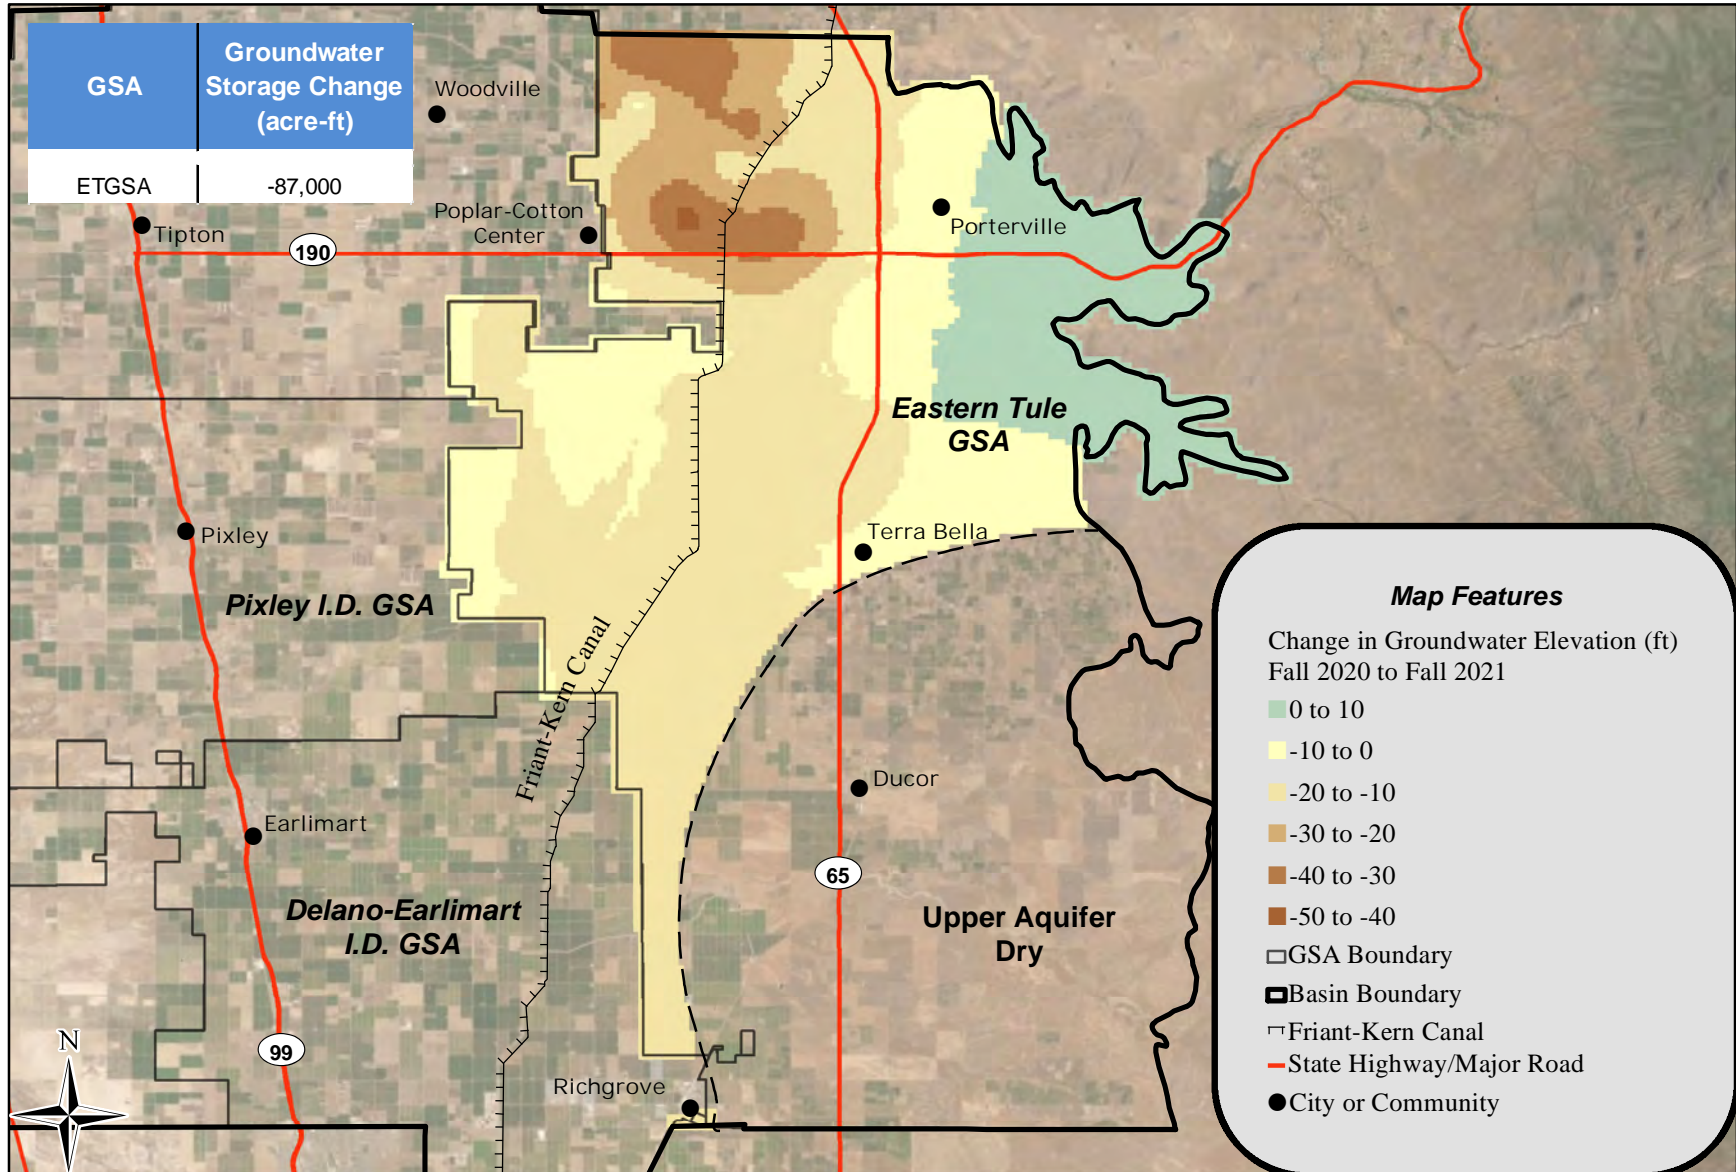 GSA
Groundwater
Storage Change
(acre-ft)
ETGSA
-87,000
Woodville
Poplar-Cotton
Center
Tipton
190
Porterville
Eastern Tule
GSA
Terra Bella
Pixley
Pixley I.D. GSA
Friant-Kern Canal
Ducor
Earlimart
65
Delano-Earlimart
I.D. GSA
Upper Aquifer
Dry
N
99
Richgrove
Map Features
Change in Groundwater Elevation (ft)
Fall 2020 to Fall 2021
0 to 10
-10 to 0
-20 to -10
-30 to -20
-40 to -30
-50 to -40
GSA Boundary
Basin Boundary
Friant-Kern Canal
State Highway/Major Road
City or Community